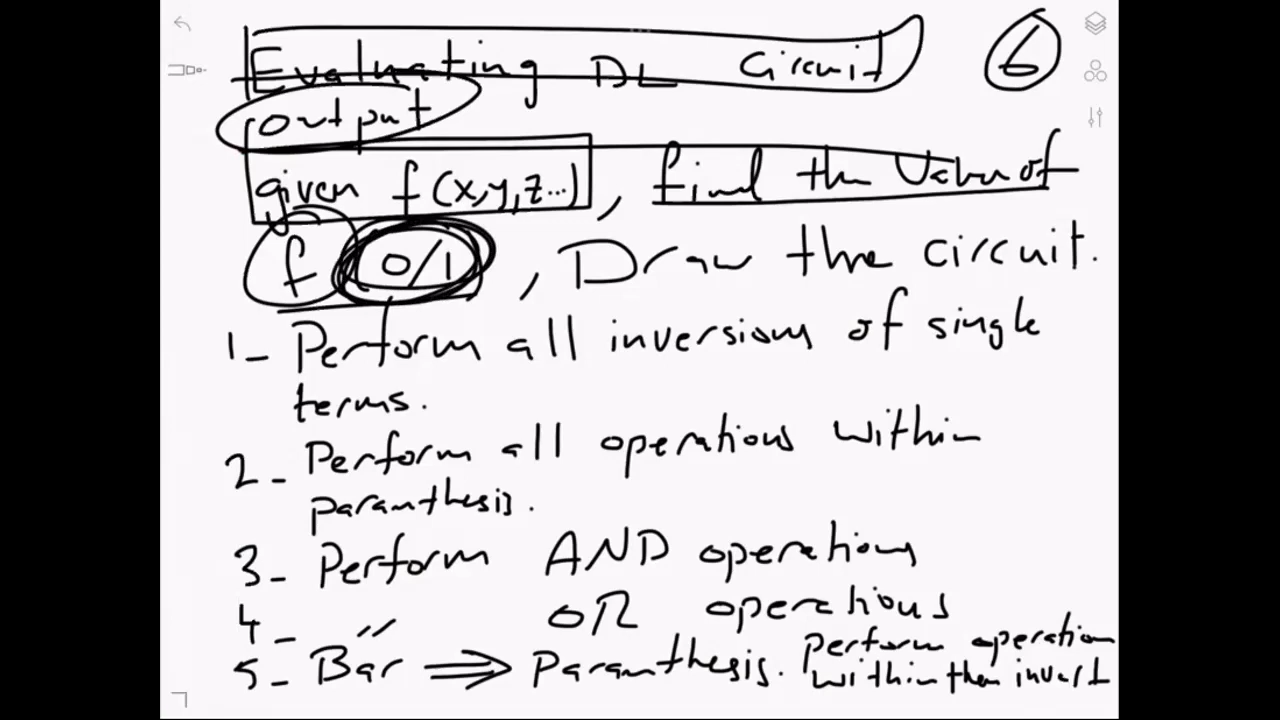 Evaluating DL Circuit
output
6
given f(x,y,z...), find the Value of
f 0/1, Draw the circuit.
1- Perform all inversions of single
terms.
2- Perform all operations within
paranthesis.
3- Perform AND operations
4- " OR operations
5- Bar ⇒ Paranthesis. Perform operation
within then invert